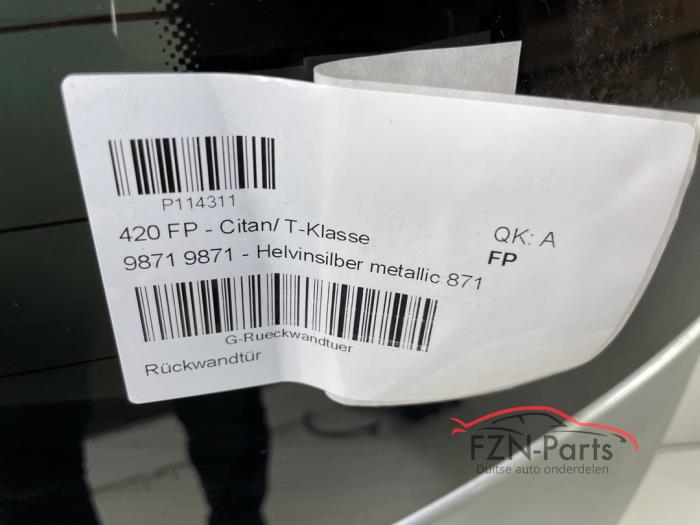 P114311
420 FP - Citan/ T-Klasse
QK: A
9871 9871 - Helvinsilber metallic 871
FP
G-Rueckwandtuer
Rückwandtür
FZN-Parts
Duitse auto onderdelen